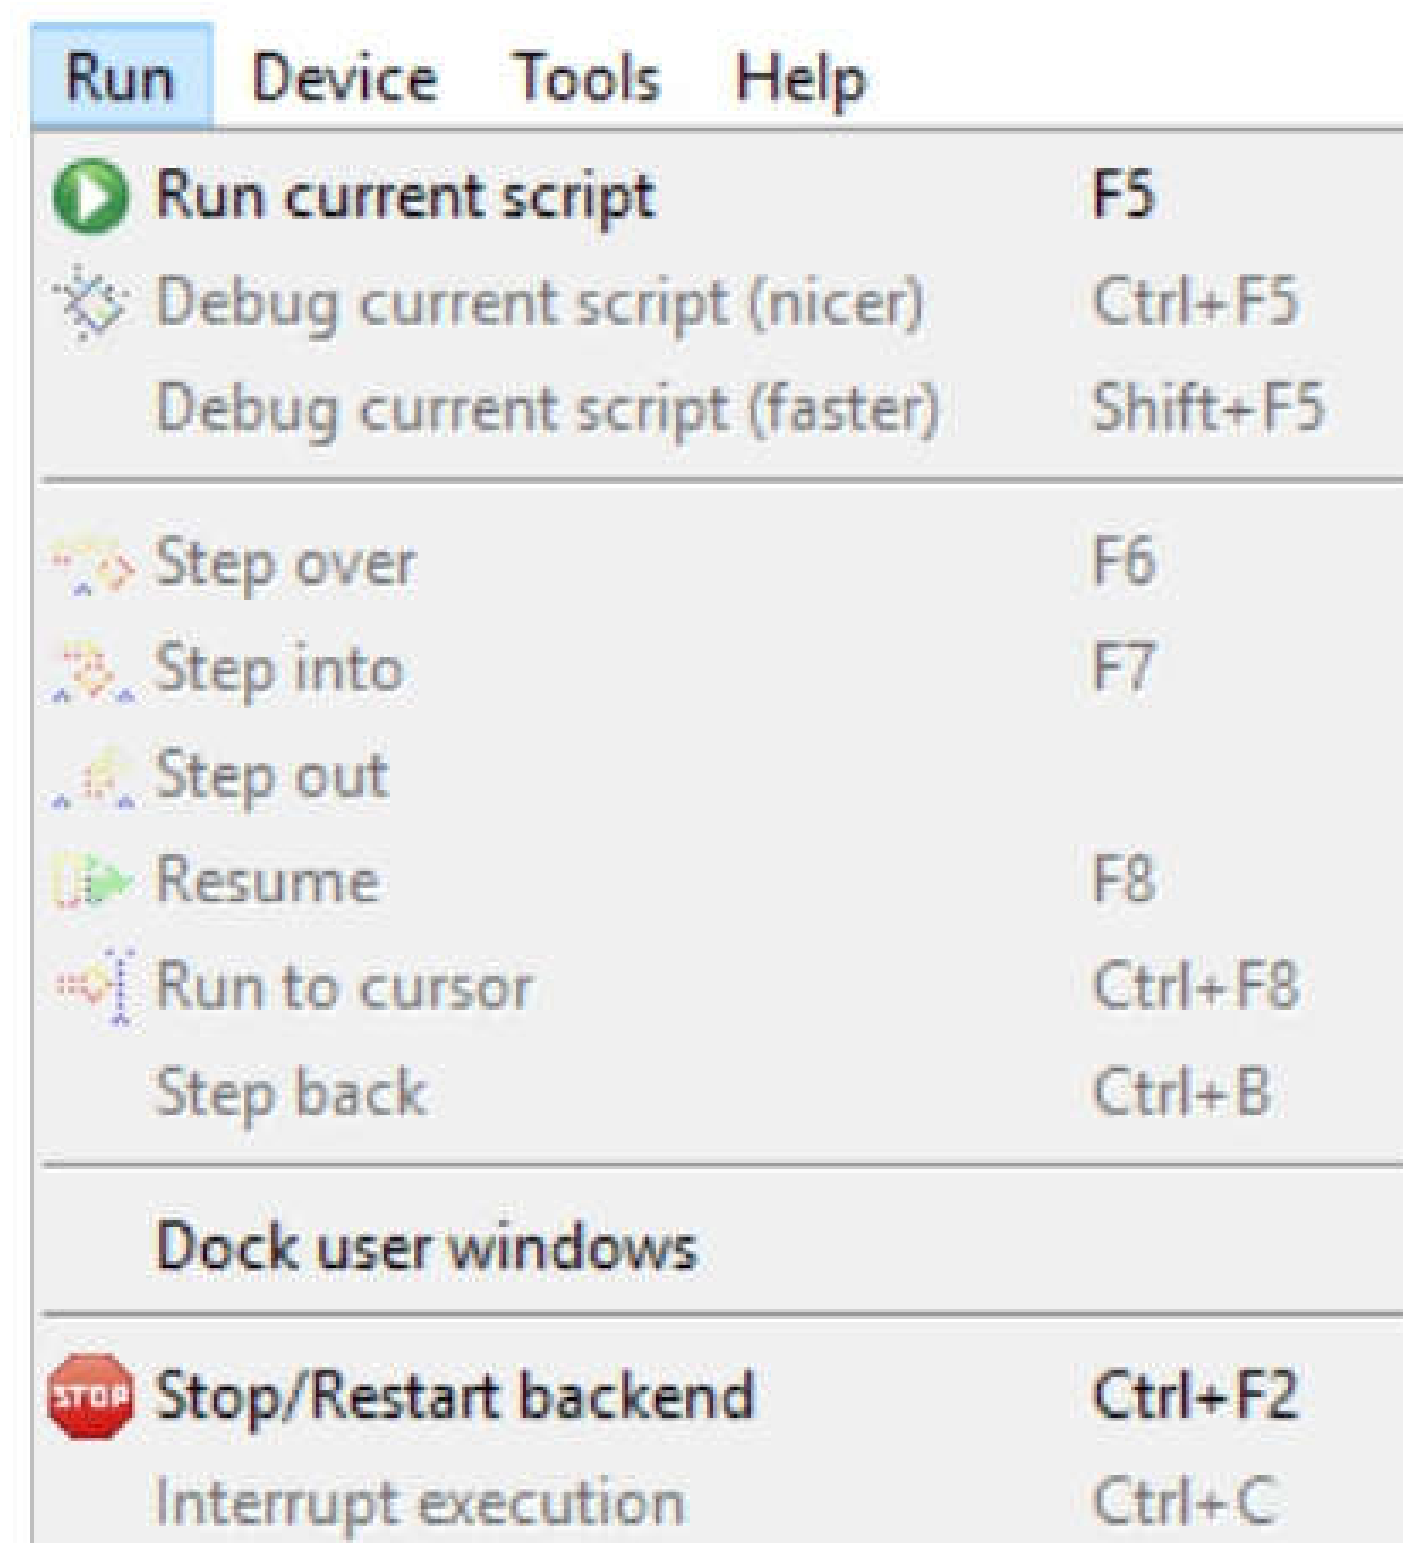 Run Device Tools Help
Run current script F5
Debug current script (nicer) Ctrl+F5
Debug current script (faster) Shift+F5
Step over F6
Step into F7
Step out
Resume F8
Run to cursor Ctrl+F8
Step back Ctrl+B
Dock user windows
STOP Stop/Restart backend Ctrl+F2
Interrupt execution Ctrl+C